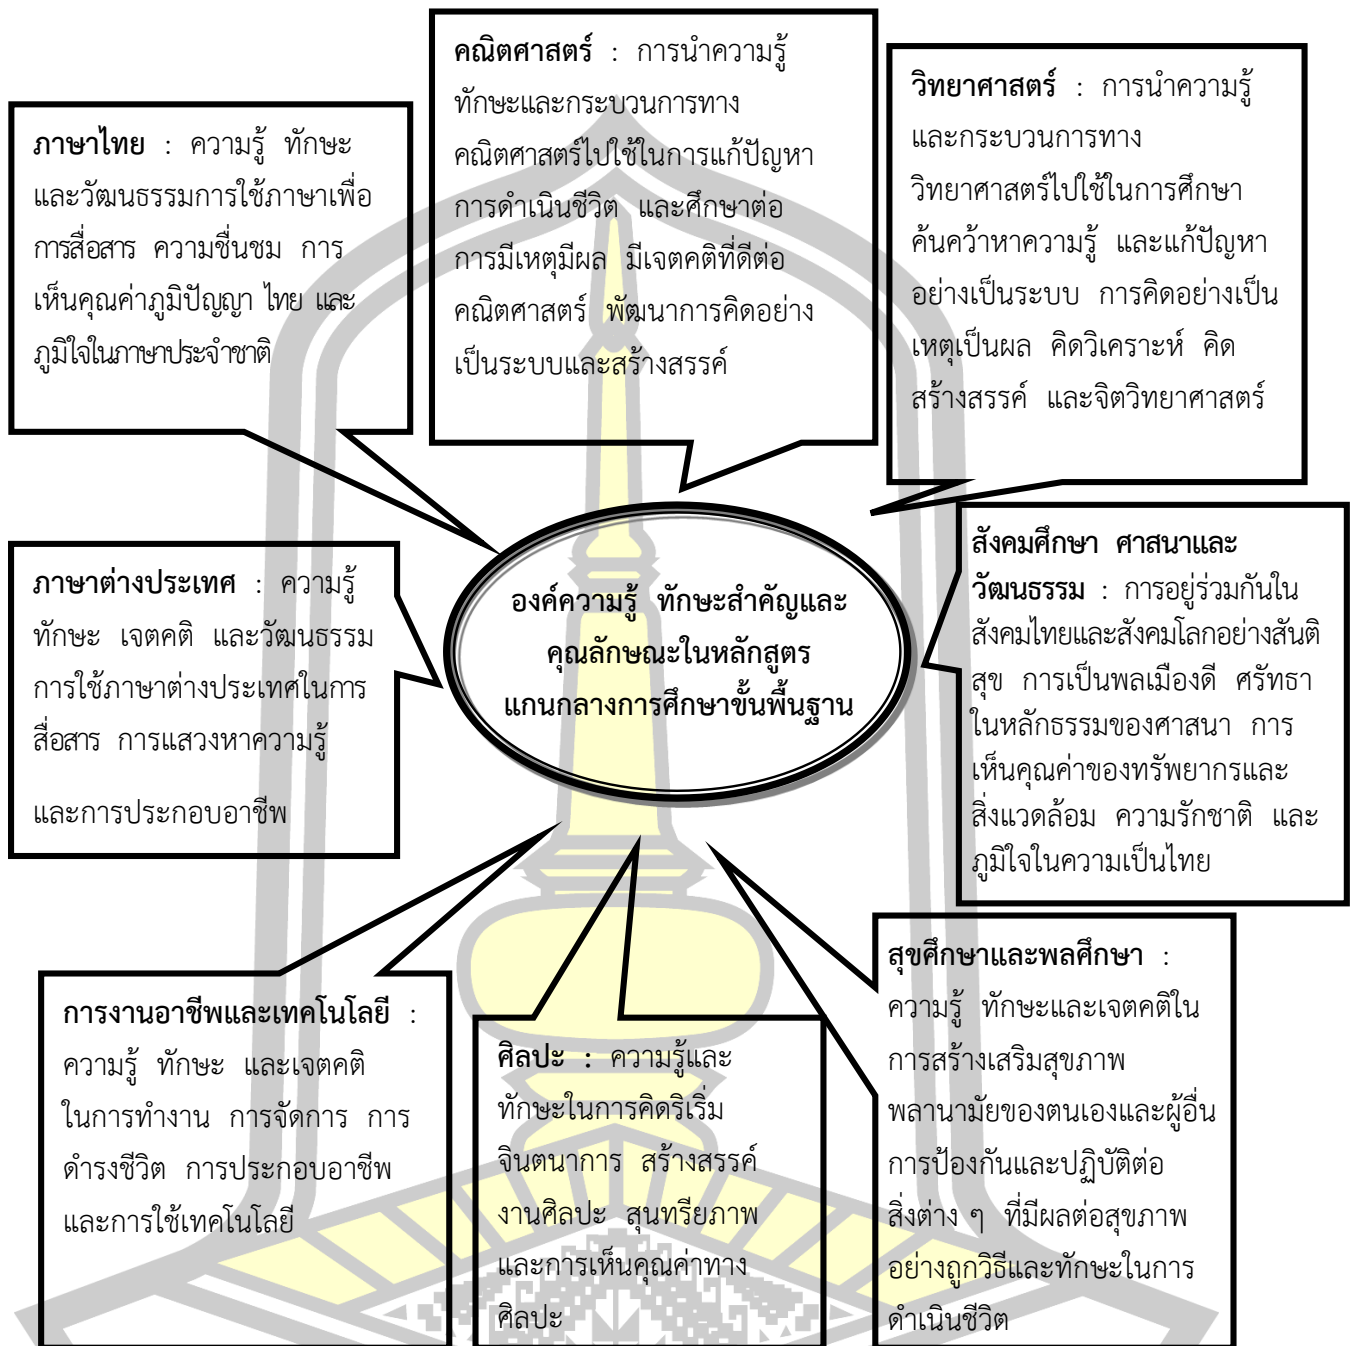 คณิตศาสตร์ : การนำความรู้
ทักษะและกระบวนการทาง
คณิตศาสตร์ไปใช้ในการแก้ปัญหา
การดำเนินชีวิต และศึกษาต่อ
การมีเหตุมีผล มีเจตคติที่ดีต่อ
คณิตศาสตร์ พัฒนาการคิดอย่าง
เป็นระบบและสร้างสรรค์
วิทยาศาสตร์ : การนำความรู้
และกระบวนการทาง
วิทยาศาสตร์ไปใช้ในการศึกษา
ค้นคว้าหาความรู้ และแก้ปัญหา
อย่างเป็นระบบ การคิดอย่างเป็น
เหตุเป็นผล คิดวิเคราะห์ คิด
สร้างสรรค์ และจิตวิทยาศาสตร์
ภาษาไทย : ความรู้ ทักษะ
และวัฒนธรรมการใช้ภาษาเพื่อ
การสื่อสาร ความชื่นชม การ
เห็นคุณค่าภูมิปัญญา ไทย และ
ภูมิใจในภาษาประจำชาติ
สังคมศึกษา ศาสนาและ
วัฒนธรรม : การอยู่ร่วมกันใน
สังคมไทยและสังคมโลกอย่างสันติ
สุข การเป็นพลเมืองดี ศรัทธา
ในหลักธรรมของศาสนา การ
เห็นคุณค่าของทรัพยากรและ
สิ่งแวดล้อม ความรักชาติ และ
ภูมิใจในความเป็นไทย
ภาษาต่างประเทศ : ความรู้
ทักษะ เจตคติ และวัฒนธรรม
การใช้ภาษาต่างประเทศในการ
สื่อสาร การแสวงหาความรู้
และการประกอบอาชีพ
องค์ความรู้ ทักษะสำคัญและ
คุณลักษณะในหลักสูตร
แกนกลางการศึกษาขั้นพื้นฐาน
การงานอาชีพและเทคโนโลยี :
ความรู้ ทักษะ และเจตคติ
ในการทำงาน การจัดการ การ
ดำรงชีวิต การประกอบอาชีพ
และการใช้เทคโนโลยี
ศิลปะ : ความรู้และ
ทักษะในการคิดริเริ่ม
จินตนาการ สร้างสรรค์
งานศิลปะ สุนทรียภาพ
และการเห็นคุณค่าทาง
ศิลปะ
สุขศึกษาและพลศึกษา :
ความรู้ ทักษะและเจตคติใน
การสร้างเสริมสุขภาพ
พลานามัยของตนเองและผู้อื่น
การป้องกันและปฏิบัติต่อ
สิ่งต่าง ๆ ที่มีผลต่อสุขภาพ
อย่างถูกวิธีและทักษะในการ
ดำเนินชีวิต